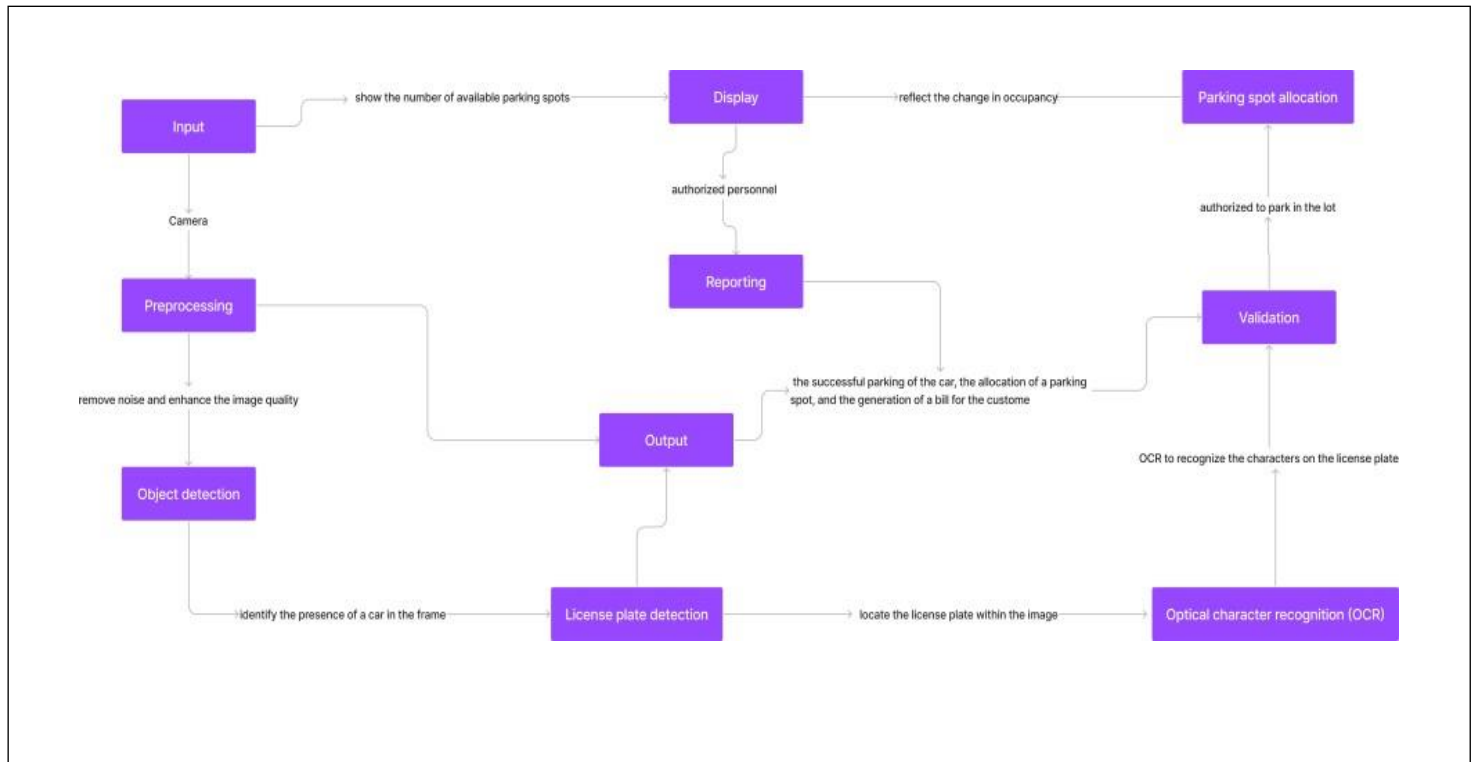 Input
show the number of available parking spots
Display
reflect the change in occupancy
Parking spot allocation
authorized personnel
Camera
authorized to park in the lot
Reporting
Preprocessing
Validation
the successful parking of the car, the allocation of a parking
spot, and the generation of a bill for the custome
remove noise and enhance the image quality
Output
OCR to recognize the characters on the license plate
Object detection
identify the presence of a car in the frame
License plate detection
locate the license plate within the image
Optical character recognition (OCR)